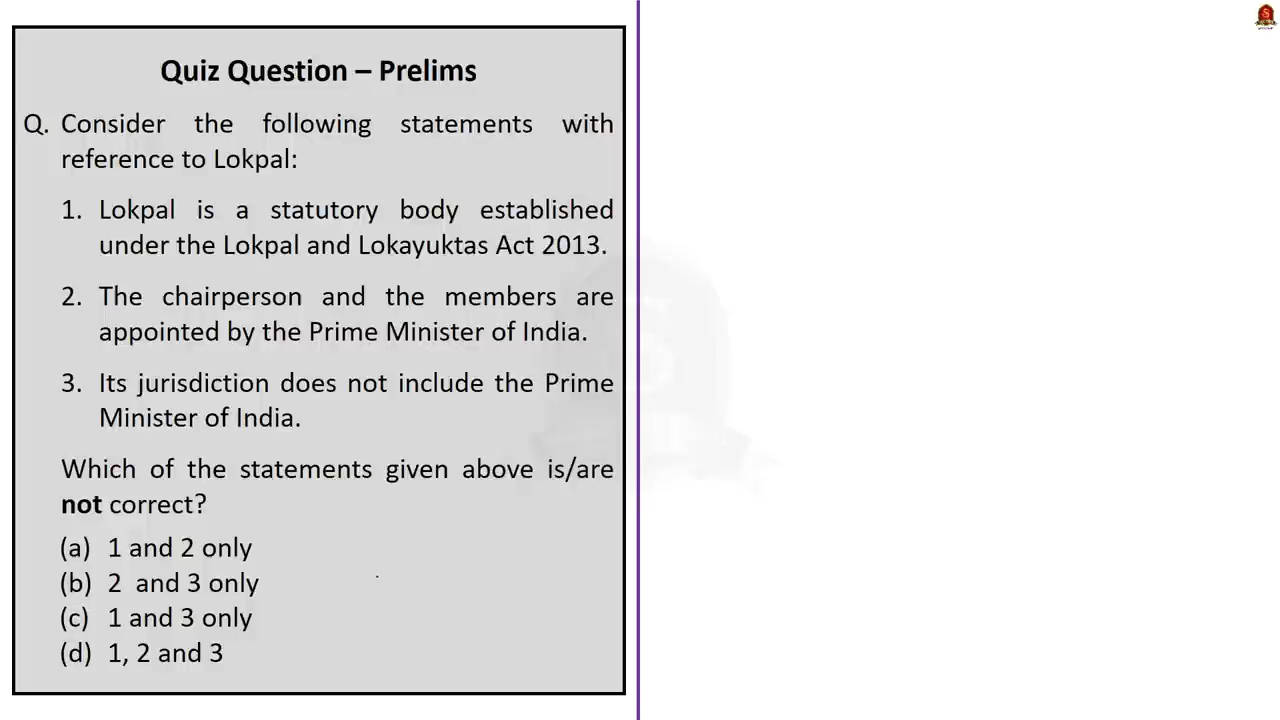 Quiz Question – Prelims
Q. Consider the following statements with
reference to Lokpal:
1. Lokpal is a statutory body established
under the Lokpal and Lokayuktas Act 2013.
2. The chairperson and the members are
appointed by the Prime Minister of India.
3. Its jurisdiction does not include the Prime
Minister of India.
Which of the statements given above is/are
not correct?
(a) 1 and 2 only
(b) 2 and 3 only
(c) 1 and 3 only
(d) 1, 2 and 3